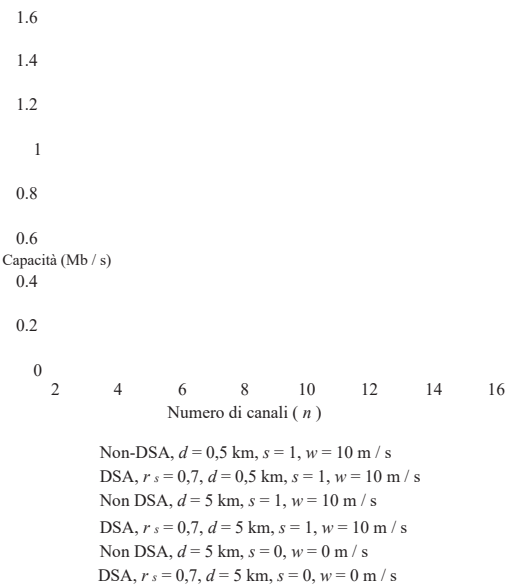 1.6
1.4
1.2
1
0.8
0.6
Capacità (Mb / s)
0.4
0.2
0
2 4 6 8 10 12 14 16
Numero di canali ( n )
Non-DSA, d = 0,5 km, s = 1, w = 10 m / s
DSA, r s = 0,7, d = 0,5 km, s = 1, w = 10 m / s
Non DSA, d = 5 km, s = 1, w = 10 m / s
DSA, r s = 0,7, d = 5 km, s = 1, w = 10 m / s
Non DSA, d = 5 km, s = 0, w = 0 m / s
DSA, r s = 0,7, d = 5 km, s = 0, w = 0 m / s